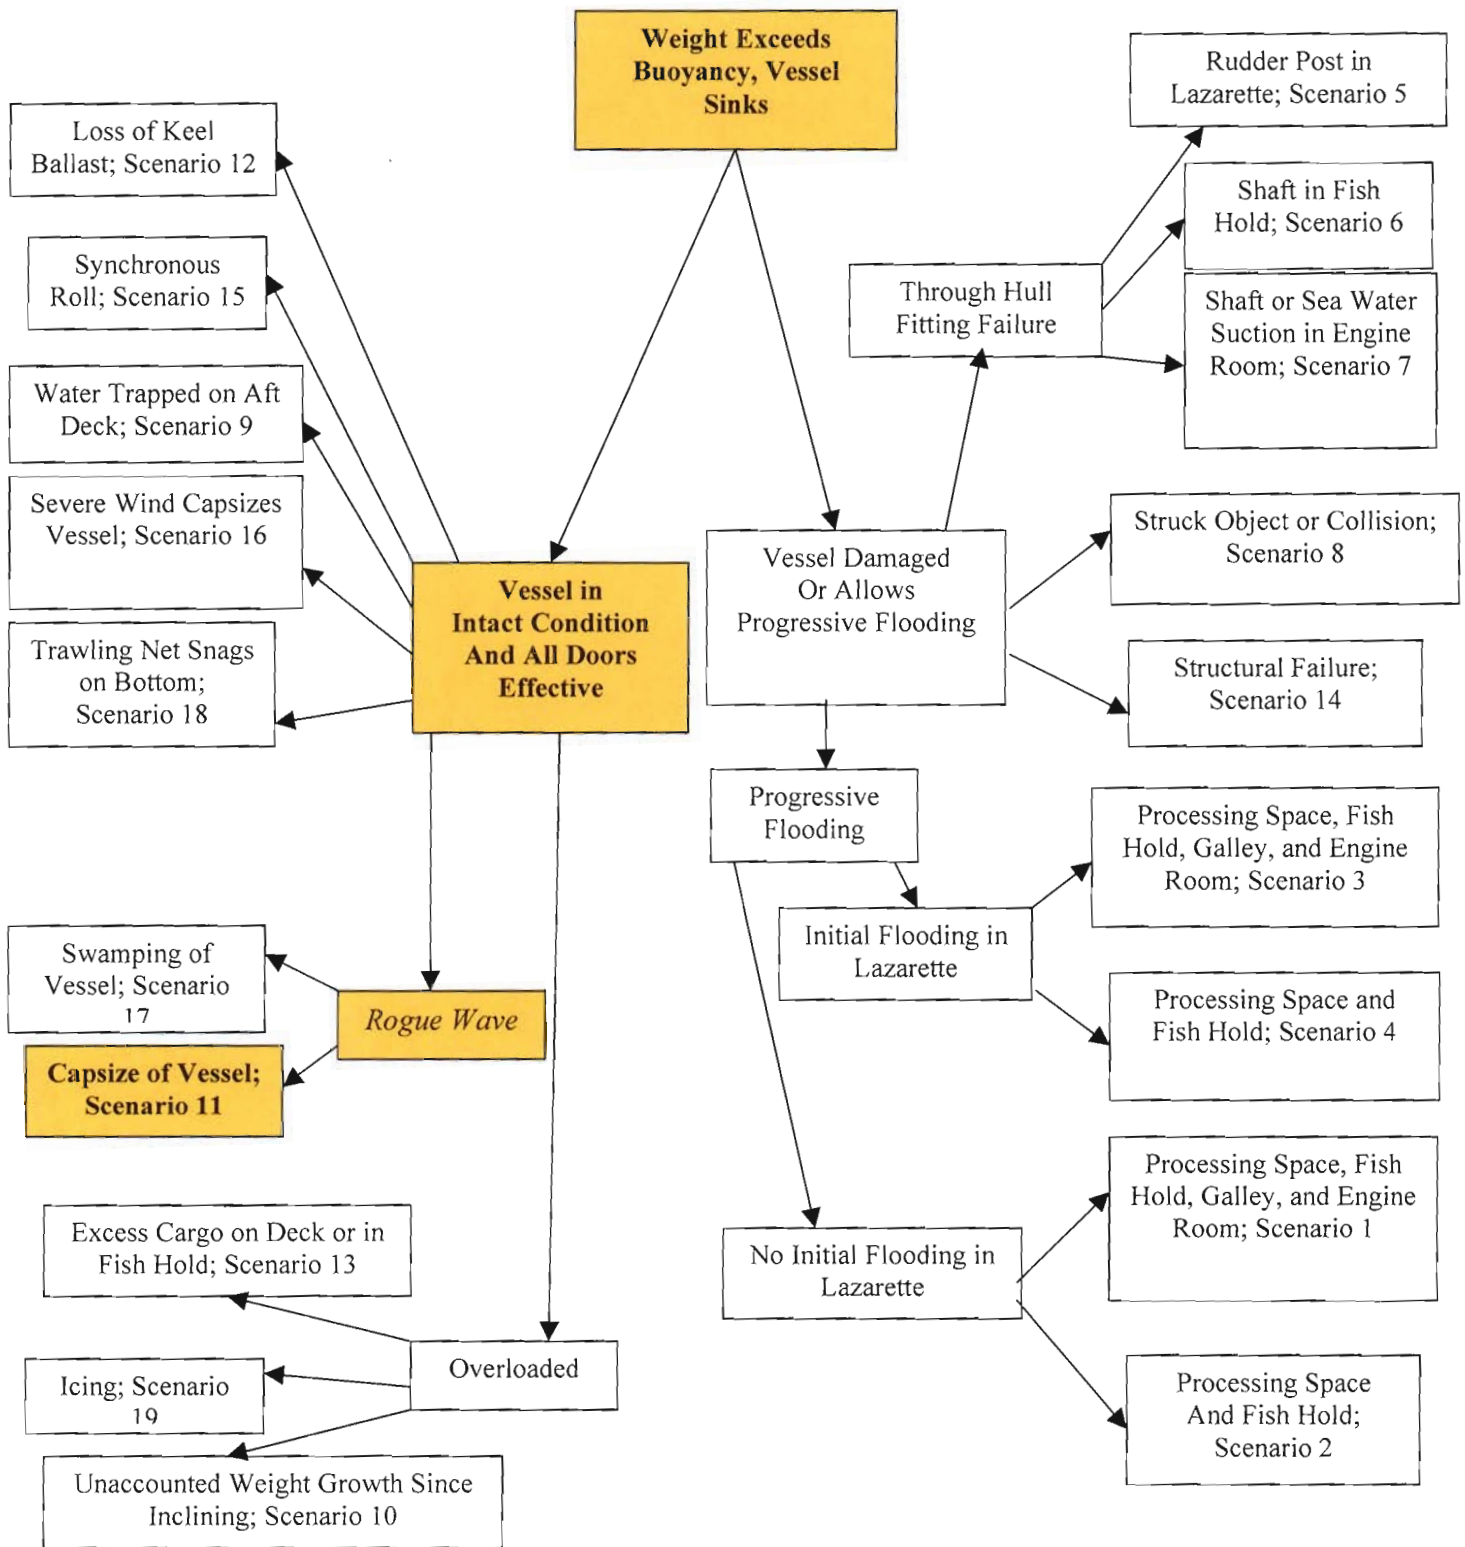 Weight Exceeds
Buoyancy, Vessel
Sinks
Rudder Post in
Lazarette; Scenario 5
Loss of Keel
Ballast; Scenario 12
Shaft in Fish
Hold; Scenario 6
Synchronous
Roll; Scenario 15
Through Hull
Fitting Failure
Shaft or Sea Water
Suction in Engine
Room; Scenario 7
Water Trapped on Aft
Deck; Scenario 9
Severe Wind Capsizes
Vessel; Scenario 16
Struck Object or Collision;
Scenario 8
Vessel Damaged
Or Allows
Progressive Flooding
Vessel in
Intact Condition
And All Doors
Effective
Trawling Net Snags
on Bottom;
Scenario 18
Structural Failure;
Scenario 14
Progressive
Flooding
Processing Space, Fish
Hold, Galley, and Engine
Room; Scenario 3
Initial Flooding in
Lazarette
Swamping of
Vessel; Scenario
17
Processing Space and
Fish Hold; Scenario 4
Rogue Wave
Capsize of Vessel;
Scenario 11
Processing Space, Fish
Hold, Galley, and Engine
Room; Scenario 1
Excess Cargo on Deck or in
Fish Hold; Scenario 13
No Initial Flooding in
Lazarette
Overloaded
Icing; Scenario
19
Processing Space
And Fish Hold;
Scenario 2
Unaccounted Weight Growth Since
Inclining; Scenario 10